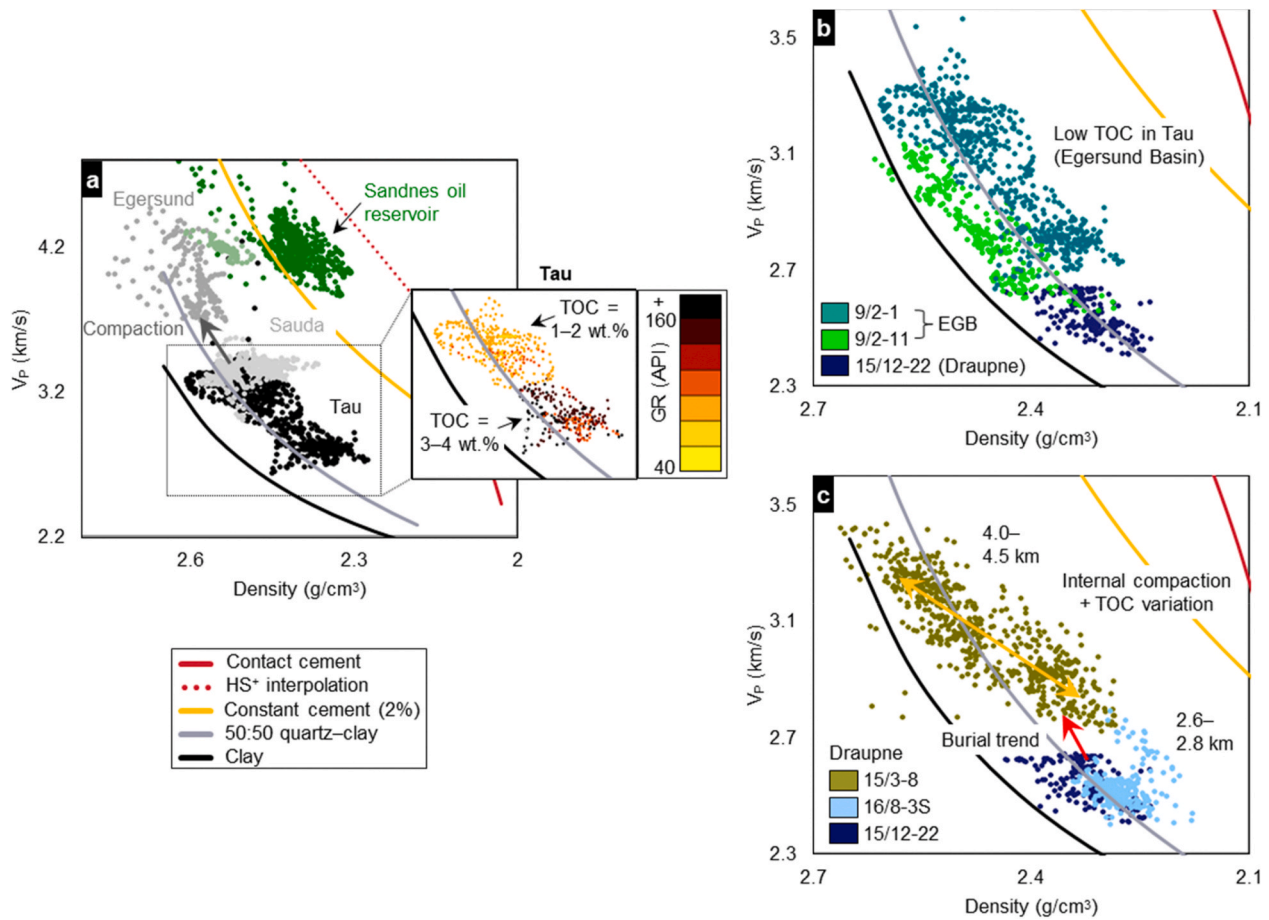 a
Egersund
Sandnes oil
reservoir
4.2
Compaction
Sauda
3.2
Tau
2.2
V_P (km/s)
2.6
2.3
2
Density (g/cm³)
Tau
TOC =
1–2 wt.%
TOC =
3–4 wt.%
+
160
GR (API)
40
Contact cement
HS⁺ interpolation
Constant cement (2%)
50:50 quartz–clay
Clay
b
3.5
3.1
2.7
2.3
V_P (km/s)
Low TOC in Tau
(Egersund Basin)
9/2-1
9/2-11
EGB
15/12-22 (Draupne)
2.7
2.4
2.1
Density (g/cm³)
c
3.5
3.1
2.7
2.3
V_P (km/s)
4.0–
4.5 km
Internal compaction
+ TOC variation
2.6–
2.8 km
Burial trend
Draupne
15/3-8
16/8-3S
15/12-22
2.7
2.4
2.1
Density (g/cm³)